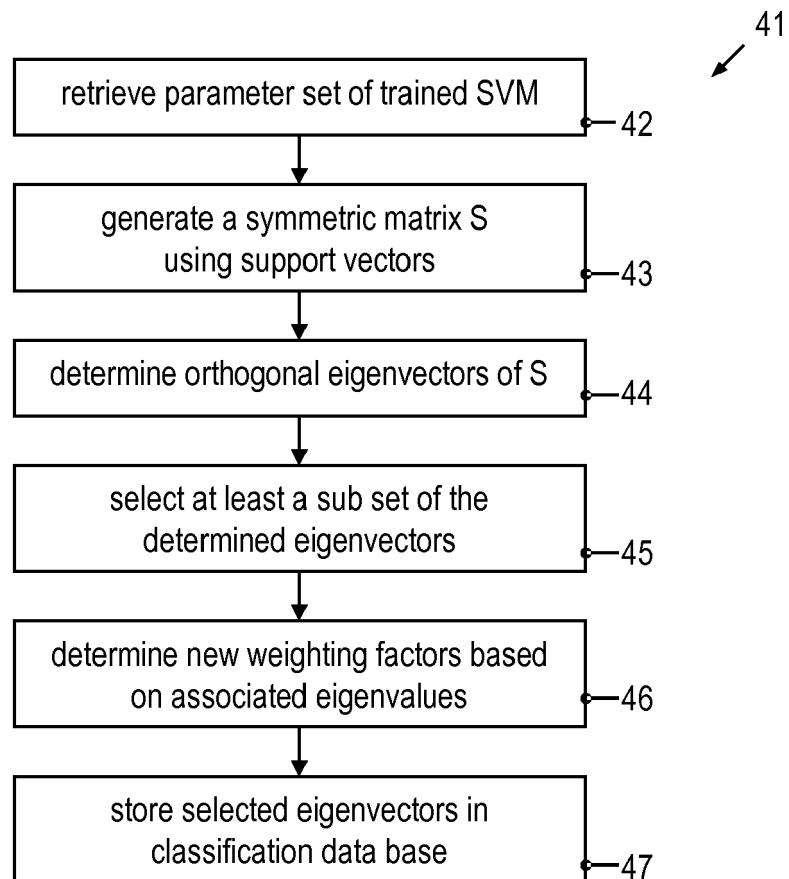 41
retrieve parameter set of trained SVM
42
generate a symmetric matrix S
using support vectors
43
determine orthogonal eigenvectors of S
44
select at least a sub set of the
determined eigenvectors
45
determine new weighting factors based
on associated eigenvalues
46
store selected eigenvectors in
classification data base
47